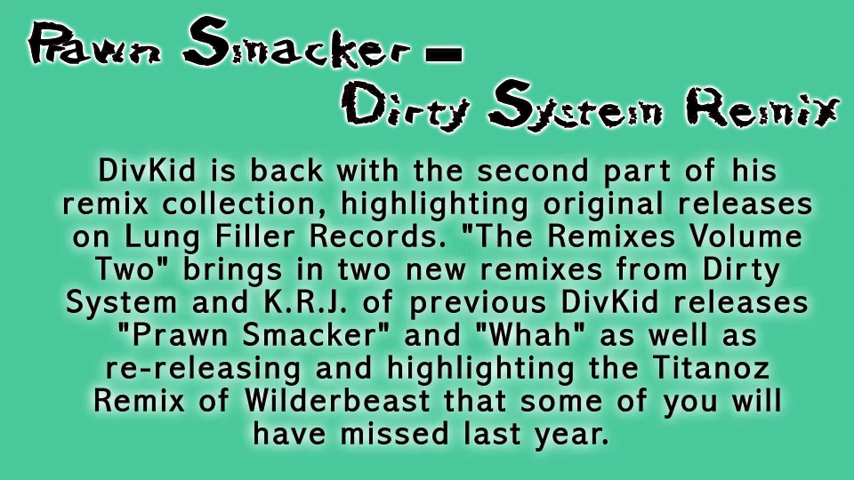 Prawn Smacker -
Dirty System Remix
DivKid is back with the second part of his
remix collection, highlighting original releases
on Lung Filler Records. "The Remixes Volume
Two" brings in two new remixes from Dirty
System and K.R.J. of previous DivKid releases
"Prawn Smacker" and "Whah" as well as
re-releasing and highlighting the Titanoz
Remix of Wilderbeast that some of you will
have missed last year.